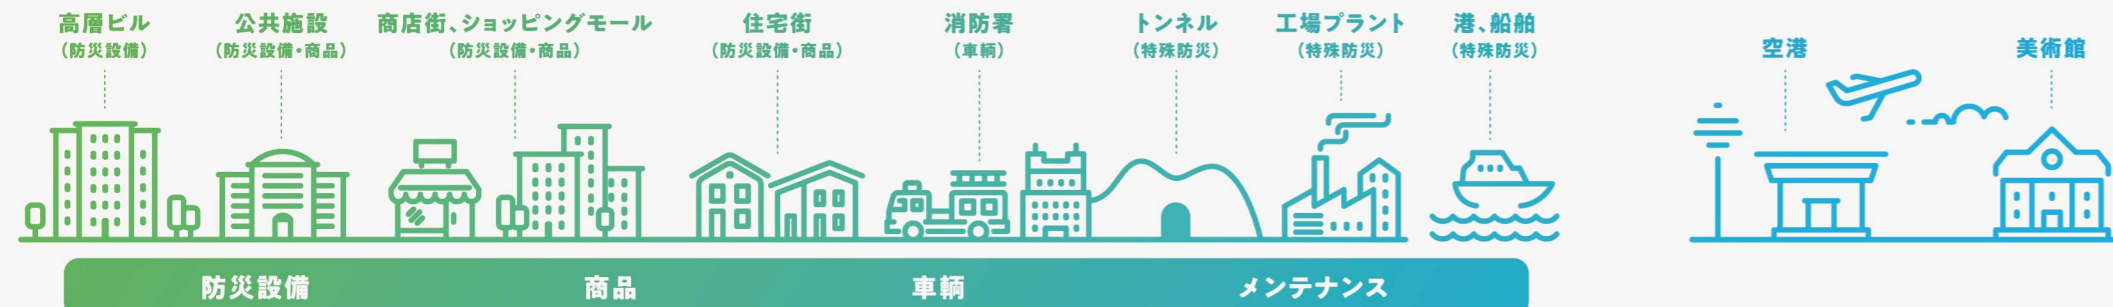 高層ビル
（防災設備）
公共施設
（防災設備・商品）
商店街、ショッピングモール
（防災設備・商品）
住宅街
（防災設備・商品）
消防署
（車輌）
トンネル
（特殊防災）
工場プラント
（特殊防災）
港、船舶
（特殊防災）
空港
美術館
防災設備
商品
車輌
メンテナンス